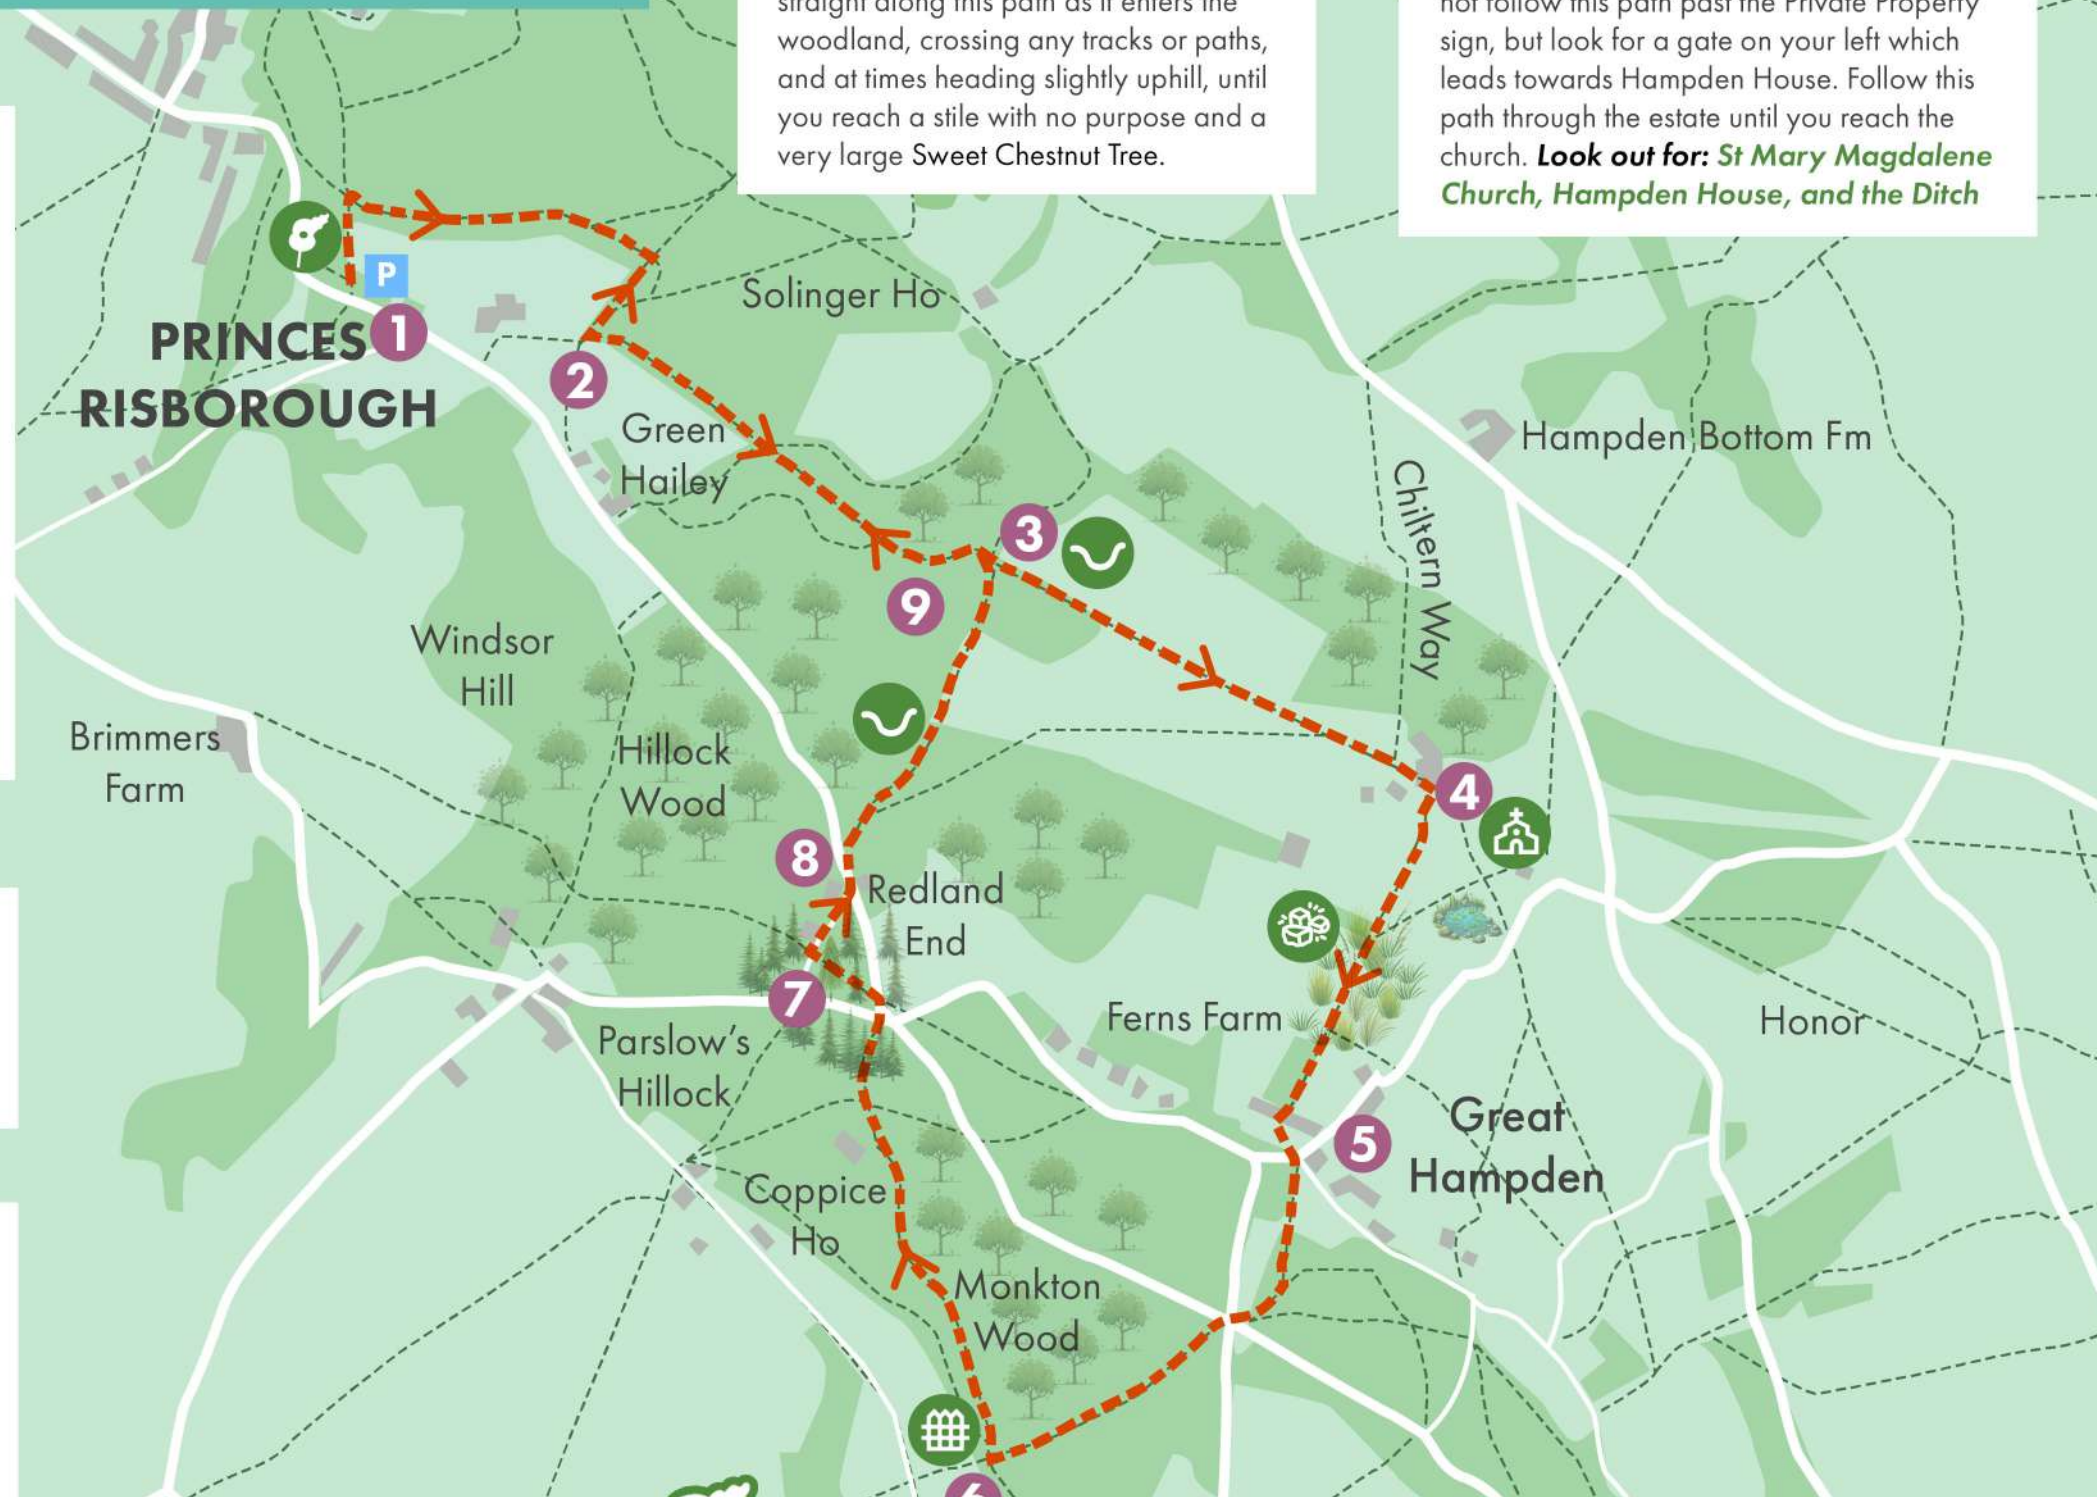 straight along this path as it enters the
woodland, crossing any tracks or paths,
and at times heading slightly uphill, until
you reach a stile with no purpose and a
very large Sweet Chestnut Tree.
not follow this path past the Private Property
sign, but look for a gate on your left which
leads towards Hampden House. Follow this
path through the estate until you reach the
church. Look out for: St Mary Magdalene
Church, Hampden House, and the Ditch
P
PRINCES
RISBOROUGH
1
2
Solinger Ho
Green
Hailey
Hampden Bottom Fm
3
Chiltern Way
9
Windsor
Hill
Brimmers
Farm
Hillock
Wood
4
8
Redland
End
7
Ferns Farm
Honor
Parslow's
Hillock
5
Great
Hampden
Coppice
Ho
Monkton
Wood
6